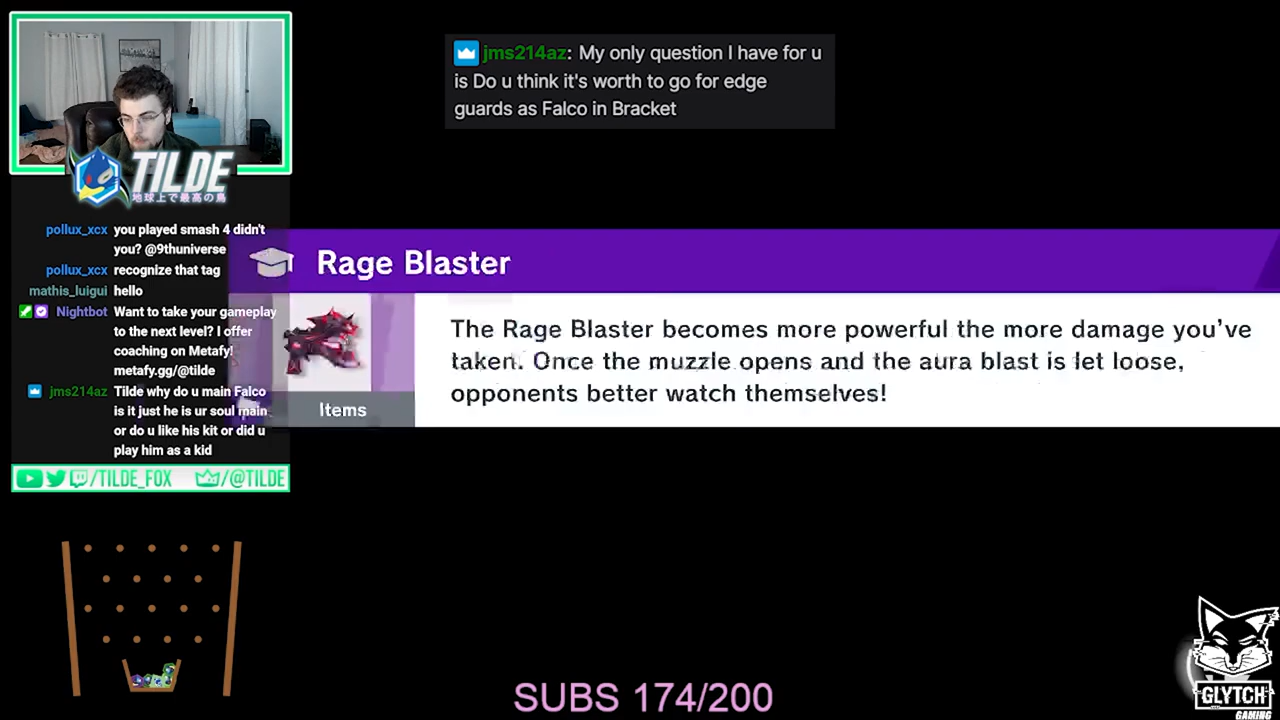 jms214az: My only question I have for u
is Do u think it's worth to go for edge
guards as Falco in Bracket
TILDE
地球上で最高の鳥
pollux_xcx you played smash 4 didn't
you? @9thuniverse
pollux_xcx recognize that tag
mathis_luigui hello
Nightbot Want to take your gameplay
to the next level? I offer
coaching on Metafy!
metafy.gg/@tilde
jms214az Tilde why do u main Falco
is it just he is ur soul main
or do u like his kit or did u
play him as a kid
/TILDE_FOX /@TILDE
Rage Blaster
Items
The Rage Blaster becomes more powerful the more damage you've
taken. Once the muzzle opens and the aura blast is let loose,
opponents better watch themselves!
SUBS 174/200
GLYTCH
GAMING